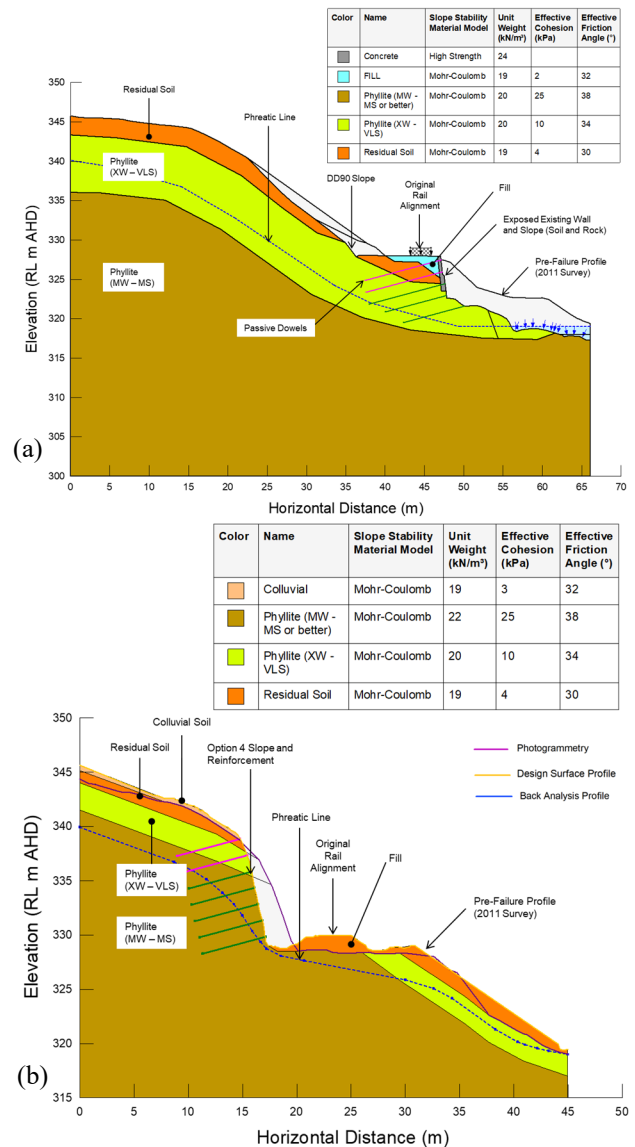 Color Name Slope Stability Material Model Unit Weight (kN/m³) Effective Cohesion (kPa) Effective Friction Angle (°)
Concrete High Strength 24
FILL Mohr-Coulomb 19 2 32
Phyllite (MW - MS or better) Mohr-Coulomb 20 25 38
Phyllite (XW - VLS) Mohr-Coulomb 20 10 34
Residual Soil Mohr-Coulomb 19 4 30
Elevation (RL m AHD)
350
345
340
335
330
325
320
315
310
305
300
Residual Soil
Phreatic Line
Phyllite
(XW – VLS)
DD90 Slope
Original
Rail
Alignment
Fill
Exposed Existing Wall
and Slope (Soil and Rock)
Pre-Failure Profile
(2011 Survey)
Phyllite
(MW – MS)
Passive Dowels
(a)
0 5 10 15 20 25 30 35 40 45 50 55 60 65 70
Horizontal Distance (m)
Color Name Slope Stability Material Model Unit Weight (kN/m³) Effective Cohesion (kPa) Effective Friction Angle (°)
Colluvial Mohr-Coulomb 19 3 32
Phyllite (MW - MS or better) Mohr-Coulomb 22 25 38
Phyllite (XW - VLS) Mohr-Coulomb 20 10 34
Residual Soil Mohr-Coulomb 19 4 30
Elevation (RL m AHD)
350
345
340
335
330
325
320
315
Colluvial Soil
Residual Soil
Option 4 Slope and
Reinforcement
Photogrammetry
Design Surface Profile
Back Analysis Profile
Phreatic Line
Original
Rail
Alignment
Fill
Phyllite
(XW – VLS)
Pre-Failure Profile
(2011 Survey)
Phyllite
(MW – MS)
(b)
0 5 10 15 20 25 30 35 40 45 50
Horizontal Distance (m)